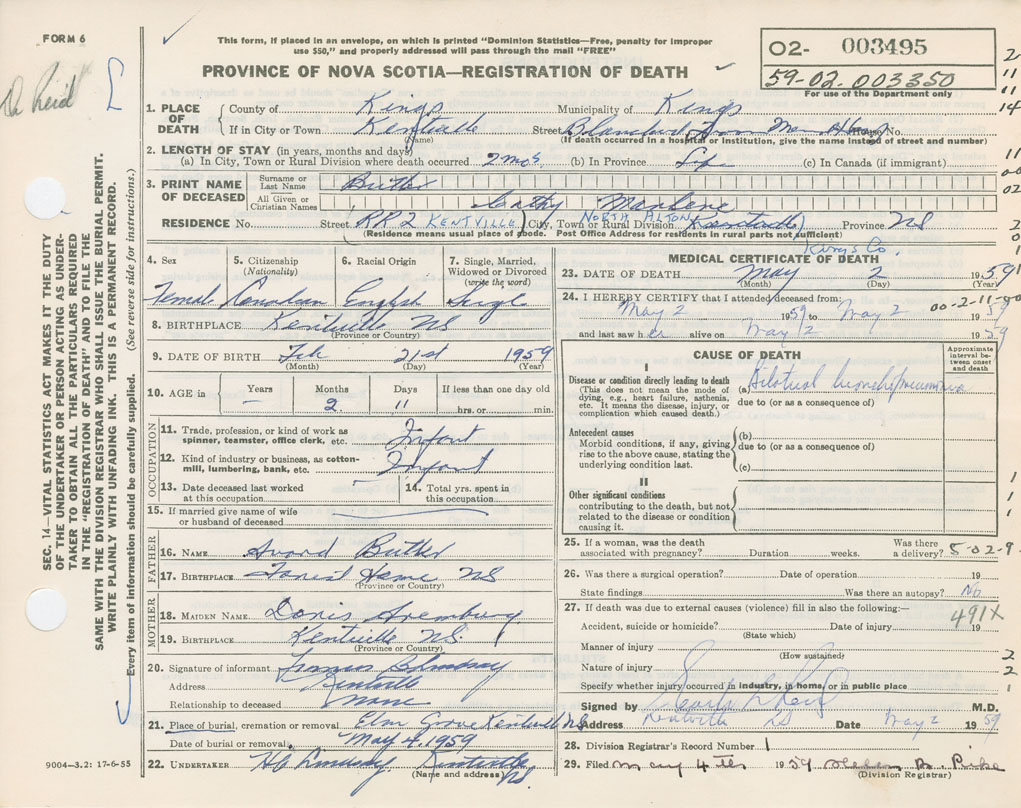 FORM 6
This form, if placed in an envelope, on which is printed "Dominion Statistics—Free, penalty for improper
use $50," and properly addressed will pass through the mail "FREE"
PROVINCE OF NOVA SCOTIA—REGISTRATION OF DEATH
02- 003495
59-02-003350
For use of the Department only
Reid
SEC. 14—VITAL STATISTICS ACT MAKES IT THE DUTY
OF THE UNDERTAKER OR PERSON ACTING AS UNDER-
TAKER TO OBTAIN ALL THE PARTICULARS REQUIRED
IN THE "REGISTRATION OF DEATH" AND TO FILE THE
SAME WITH THE DIVISION REGISTRAR WHO SHALL ISSUE THE BURIAL PERMIT.
WRITE PLAINLY WITH UNFADING INK. THIS IS A PERMANENT RECORD.
Every item of information should be carefully supplied. (See reverse side for instructions.)
1. PLACE OF DEATH County of Kings Municipality of Kings
If in City or Town Kentville Street Blanchard Mem House No.
(Name) (If death occurred in a hospital or Institution, give the name instead of street and number)
2. LENGTH OF STAY (in years, months and days)
(a) In City, Town or Rural Division where death occurred 2 mos (b) In Province Life (c) In Canada (if immigrant)
3. PRINT NAME OF DECEASED Surname or Last Name Butler
All Given or Christian Names Cathy Marlene
RESIDENCE No. Street RR2 KENTVILLE City, Town or Rural Division NORTH ALTON (Kentville) Province NS
(Residence means usual place of abode. Post Office Address for residents in rural parts not sufficient)
Kings Co.
4. Sex 5. Citizenship (Nationality) 6. Racial Origin 7. Single, Married, Widowed or Divorced (write the word)
Female Canadian English Single
8. BIRTHPLACE Kentville NS
(Province or Country)
9. DATE OF BIRTH Feb 21st 1959
(Month) (Day) (Year)
10. AGE in Years Months Days If less than one day old
— 2 11 hrs. or min.
OCCUPATION
11. Trade, profession, or kind of work as spinner, teamster, office clerk, etc. Infant
12. Kind of industry or business, as cotton-mill, lumbering, bank, etc. Infant
13. Date deceased last worked at this occupation — 14. Total yrs. spent in this occupation
15. If married give name of wife or husband of deceased
FATHER
16. NAME Avard Butler
17. BIRTHPLACE Forest Home NS
(Province or Country)
MOTHER
18. MAIDEN NAME Doris
19. BIRTHPLACE Kentville NS.
(Province or Country)
20. Signature of informant Francis B Lindsay
Address Kentville
Relationship to deceased none
21. Place of burial, cremation or removal Elm Grove Kentville NS
Date of burial or removal May 4, 1959
22. UNDERTAKER Lindsay Kentville NS
(Name and address)
9004—3.2: 17-6-55
MEDICAL CERTIFICATE OF DEATH
23. DATE OF DEATH May 2 1959
(Month) (Day) (Year)
00-2-11-00
24. I HEREBY CERTIFY that I attended deceased from:
May 2 1959 to May 2 1959
and last saw her alive on May 2 1959
CAUSE OF DEATH
Approximate interval between onset and death
I
Disease or condition directly leading to death
(This does not mean the mode of dying, e.g., heart failure, asthenia, etc. It means the disease, injury, or complication which caused death.)
(a) Bilateral bronchopneumonia
due to (or as a consequence of)
Antecedent causes
Morbid conditions, if any, giving rise to the above cause, stating the underlying condition last.
(b)
due to (or as a consequence of)
(c)
II
Other significant conditions
contributing to the death, but not related to the disease or condition causing it.
25. If a woman, was the death associated with pregnancy? Duration weeks. Was there a delivery? 5-02-9
26. Was there a surgical operation? Date of operation 19
State findings Was there an autopsy? No
27. If death was due to external causes (violence) fill in also the following:—
491X
Accident, suicide or homicide? Date of injury 19
(State which)
Manner of injury
(How sustained)
Nature of injury
Specify whether injury occurred in industry, in home, or in public place
Signed by M.D.
Address Kentville NS Date May 2 1959
28. Division Registrar's Record Number 1
29. Filed May 4th 1959 Helen B. Pike
(Division Registrar)